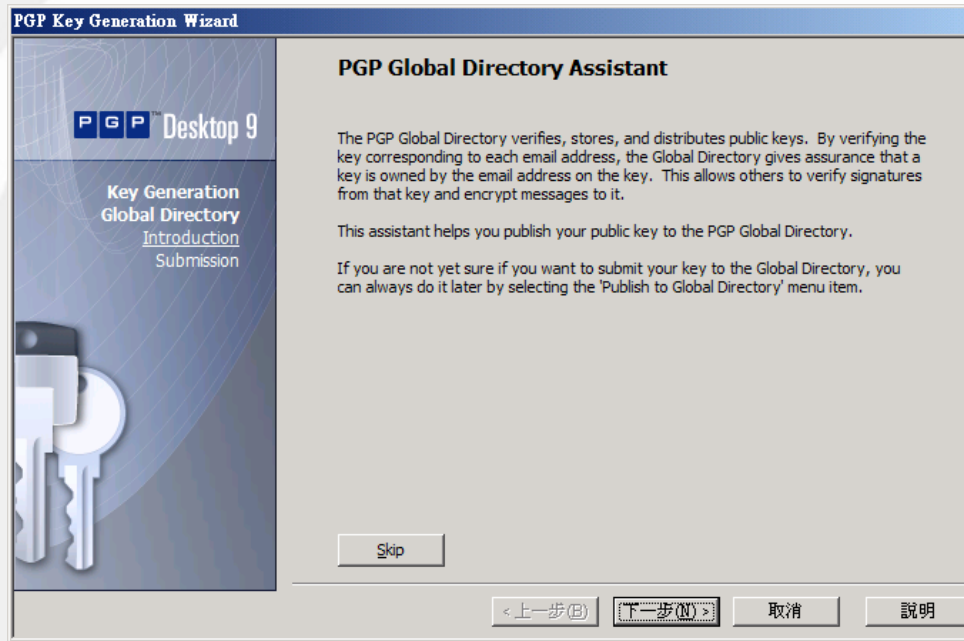 PGP Key Generation Wizard
PGP™ Desktop 9
Key Generation
Global Directory
Introduction
Submission
PGP Global Directory Assistant
The PGP Global Directory verifies, stores, and distributes public keys. By verifying the
key corresponding to each email address, the Global Directory gives assurance that a
key is owned by the email address on the key. This allows others to verify signatures
from that key and encrypt messages to it.
This assistant helps you publish your public key to the PGP Global Directory.
If you are not yet sure if you want to submit your key to the Global Directory, you
can always do it later by selecting the 'Publish to Global Directory' menu item.
Skip
<上一步(B) 下一步(N)> 取消 說明